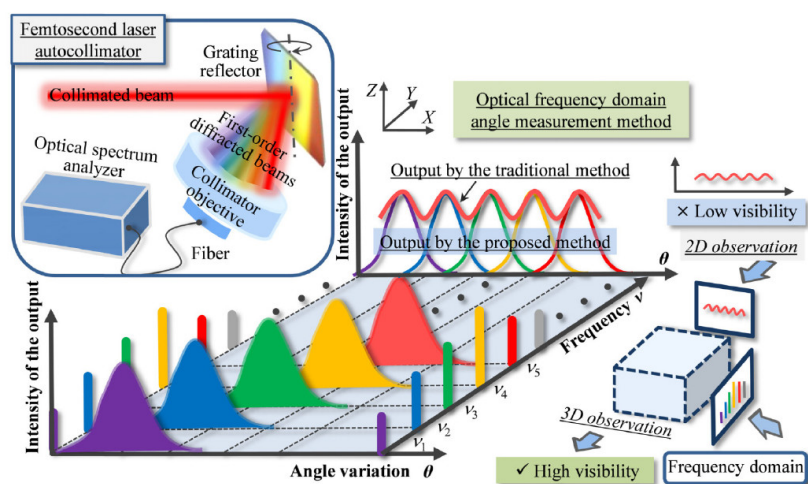 Femtosecond laser
autocollimator
Grating
reflector
Collimated beam
First-order
diffracted beams
Optical spectrum
analyzer
Collimator
objective
Fiber
Z
Y
X
Optical frequency domain
angle measurement method
Intensity of the output
Output by the traditional method
Output by the proposed method
θ
× Low visibility
2D observation
Intensity of the output
Frequency ν
ν1
ν2
ν3
ν4
ν5
Angle variation θ
3D observation
✓ High visibility
Frequency domain